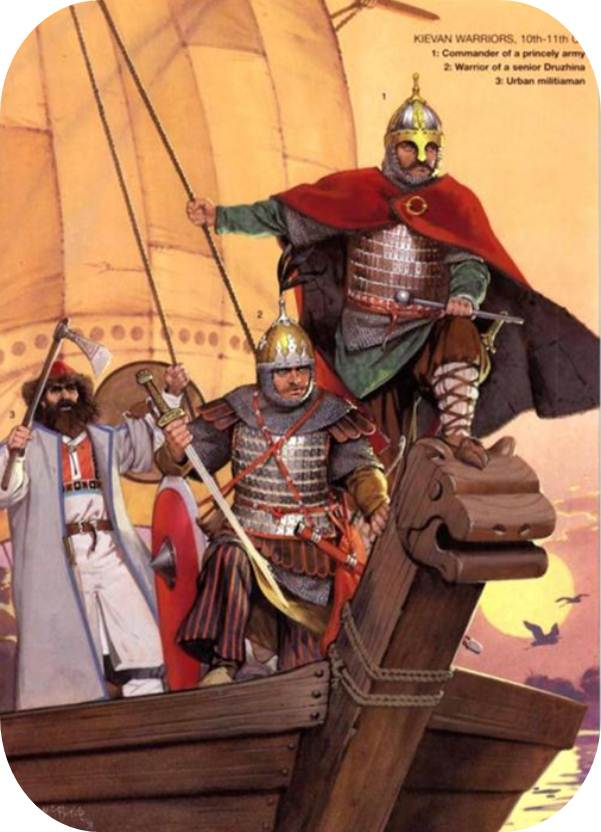 KIEVAN WARRIORS, 10th-11th
1: Commander of a princely army
2: Warrior of a senior Druzhina
3: Urban militiaman
1
2
3